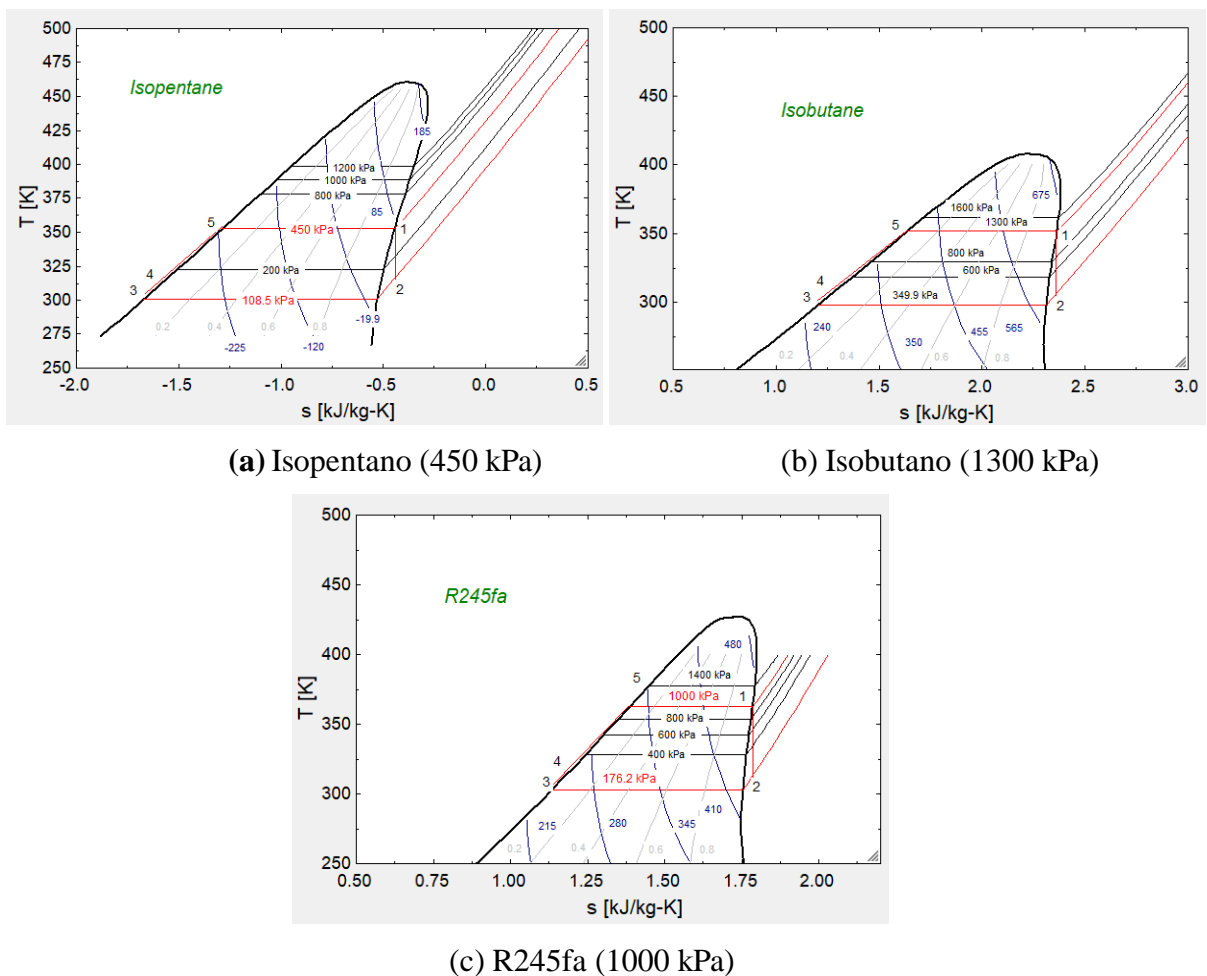 500
475
450
425
400
375
350
325
300
275
250
T [K]
Isopentane
185
1200 kPa
1000 kPa
800 kPa
85
5
450 kPa
1
200 kPa
4
3
108.5 kPa
2
-19.9
0.2
0.4
0.6
0.8
-225
-120
-2.0
-1.5
-1.0
-0.5
0.0
0.5
s [kJ/kg-K]
(a) Isopentano (450 kPa)
500
450
400
350
300
T [K]
Isobutane
675
1600 kPa
5
1300 kPa
1
800 kPa
600 kPa
4
3
349.9 kPa
2
240
350
455
565
0.2
0.4
0.6
0.8
0.5
1.0
1.5
2.0
2.5
3.0
s [kJ/kg-K]
(b) Isobutano (1300 kPa)
500
450
400
350
300
250
T [K]
R245fa
480
5
1400 kPa
1000 kPa
1
800 kPa
600 kPa
400 kPa
4
3
176.2 kPa
2
215
280
345
410
0.2
0.4
0.6
0.8
0.50
0.75
1.00
1.25
1.50
1.75
2.00
s [kJ/kg-K]
(c) R245fa (1000 kPa)